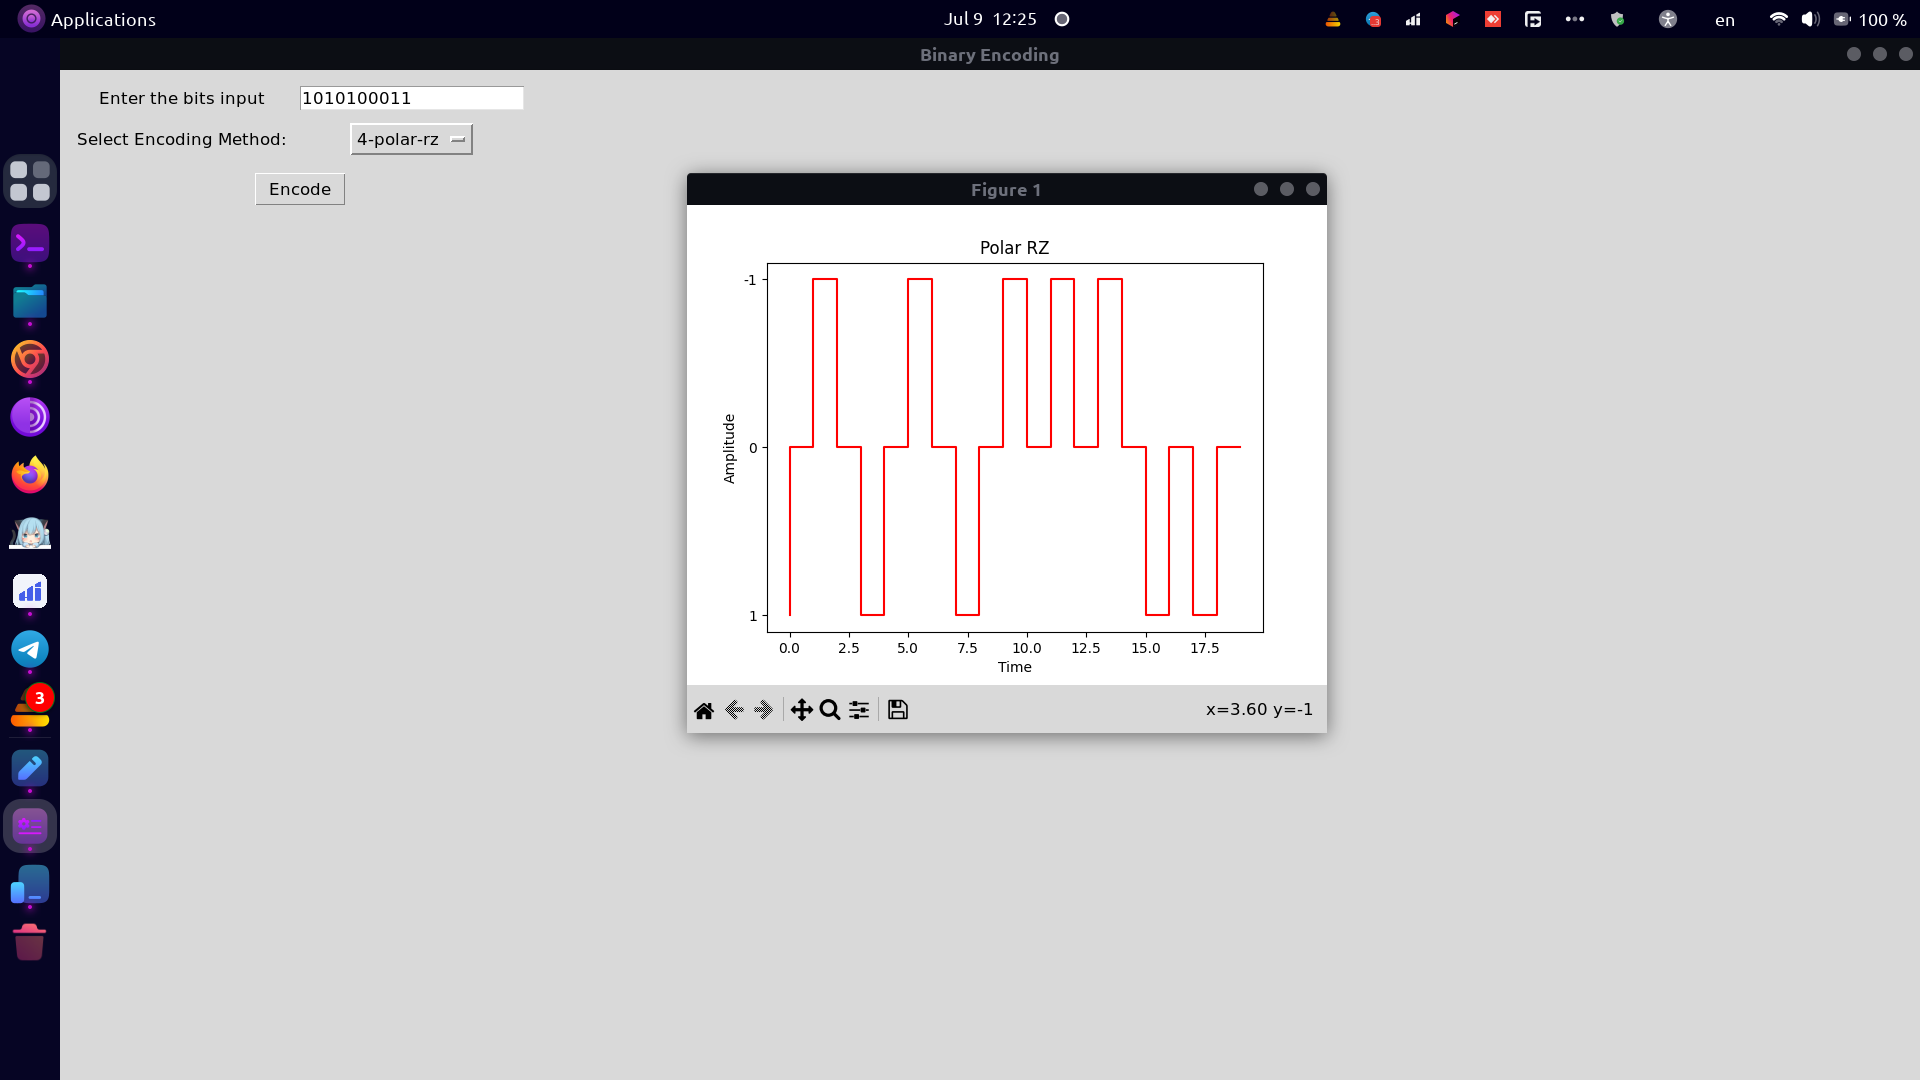 Applications
Jul 9 12:25
en
100 %
Binary Encoding
Enter the bits input
1010100011
Select Encoding Method:
4-polar-rz
Encode
Figure 1
Polar RZ
-1
0
1
Amplitude
0.0 2.5 5.0 7.5 10.0 12.5 15.0 17.5
Time
x=3.60 y=-1
3